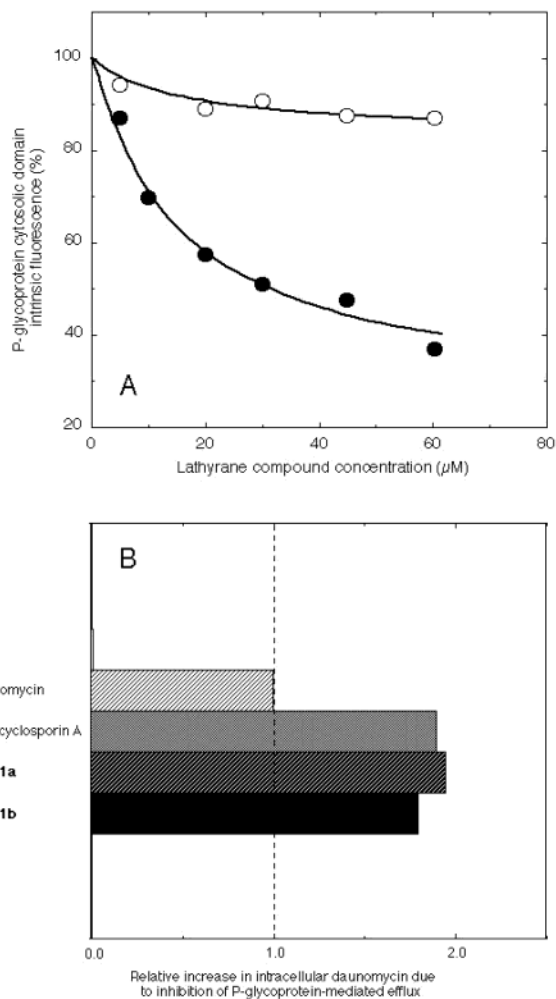 100
80
60
40
20
0
20
40
60
80
P-glycoprotein cytosolic domain
intrinsic fluorescence (%)
A
Lathyrane compound concentration (µM)
B
omycin
cyclosporin A
1a
1b
0.0
1.0
2.0
Relative increase in intracellular daunomycin due
to inhibition of P-glycoprotein-mediated efflux